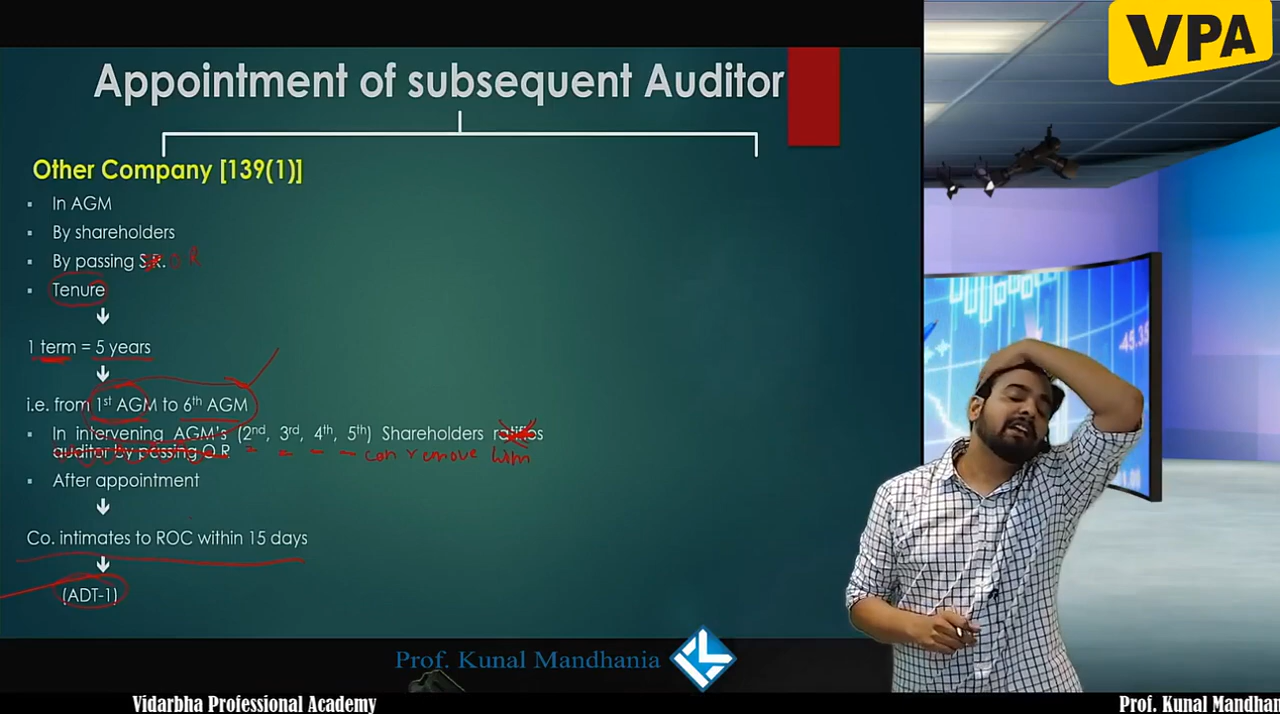 VPA
Appointment of subsequent Auditor
Other Company [139(1)]
▪ In AGM
▪ By shareholders
▪ By passing S.R. O R
▪ Tenure
1 term = 5 years
i.e. from 1st AGM to 6th AGM
▪ In intervening AGM's (2nd, 3rd, 4th, 5th) Shareholders ratifies
auditor by passing O.R can remove him
▪ After appointment
Co. intimates to ROC within 15 days
(ADT-1)
Prof. Kunal Mandhania
Vidarbha Professional Academy
Prof. Kunal Mandhan